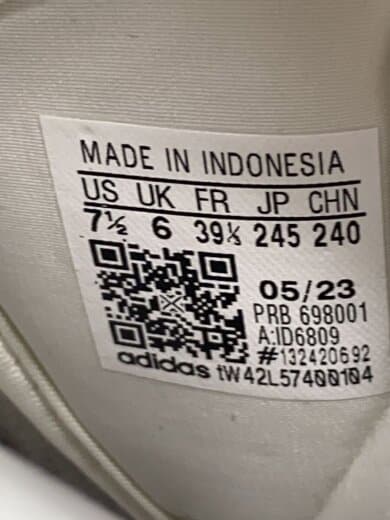 MADE IN INDONESIA
US UK FR JP CHN
7½ 6 39⅓ 245 240
05/23
PRB 698001
A:ID6809
#132420692
adidas tW42L57400104